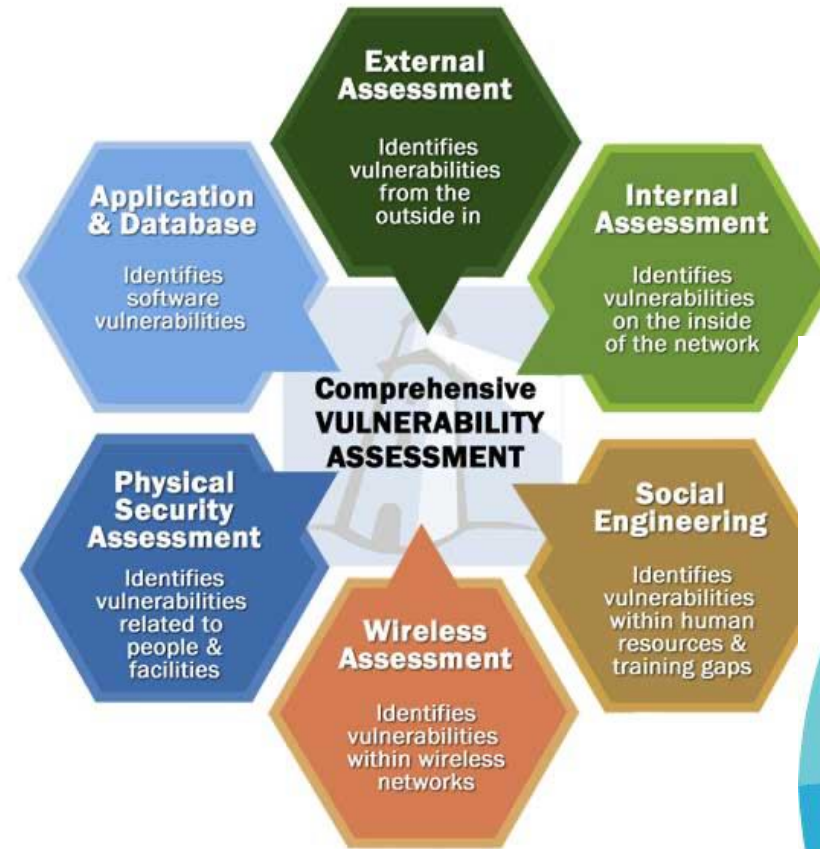 External
Assessment
Identifies
vulnerabilities
from the
outside in
Internal
Assessment
Identifies
vulnerabilities
on the inside
of the network
Social
Engineering
Identifies
vulnerabilities
within human
resources &
training gaps
Wireless
Assessment
Identifies
vulnerabilities
within wireless
networks
Physical
Security
Assessment
Identifies
vulnerabilities
related to
people &
facilities
Application
& Database
Identifies
software
vulnerabilities
Comprehensive
VULNERABILITY
ASSESSMENT